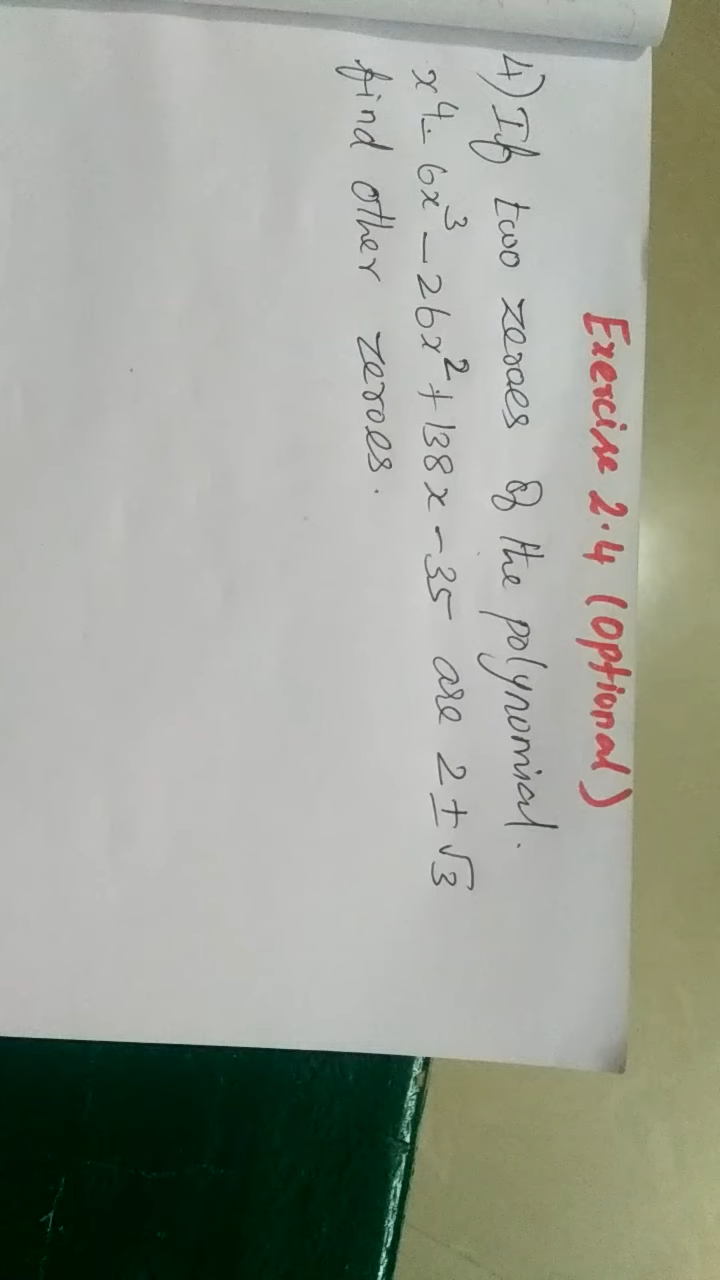 Exercise 2.4 (Optional)
4) If two zeroes of the polynomial.
x⁴- 6x³ - 26x² + 138x - 35 are 2 ± √3
find other zeroes.